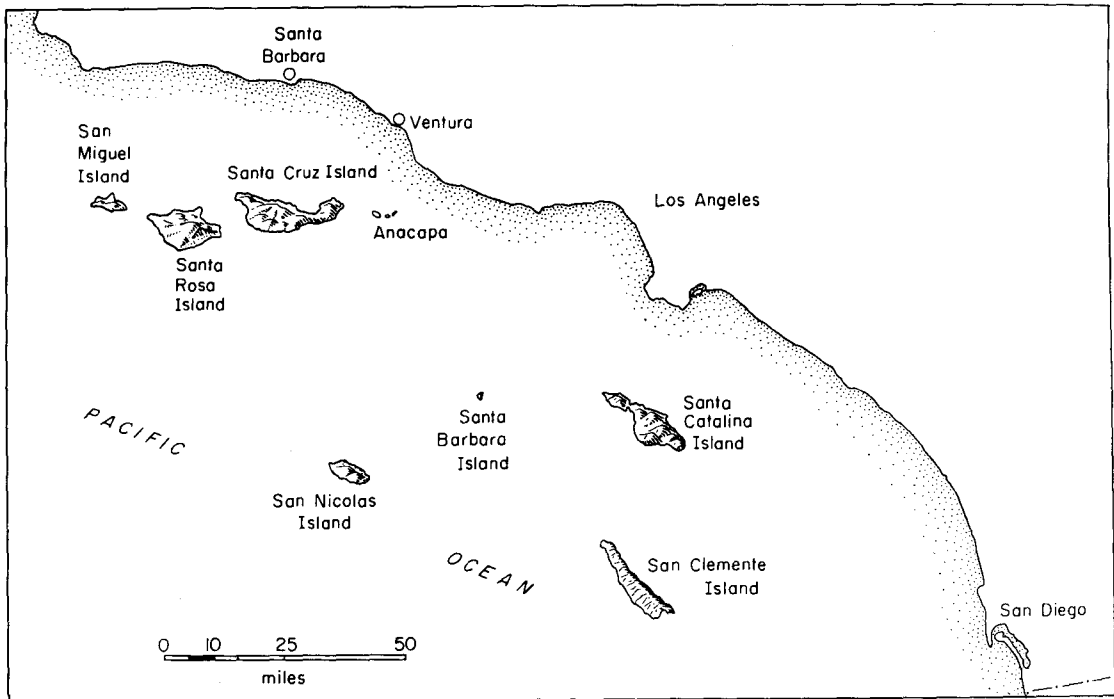 Santa
Barbara
Ventura
San
Miguel
Island
Santa Cruz Island
Los Angeles
Anacapa
Santa
Rosa
Island
PACIFIC
Santa
Barbara
Island
Santa
Catalina
Island
San Nicolas
Island
OCEAN
San Clemente
Island
San Diego
0 10 25 50
miles